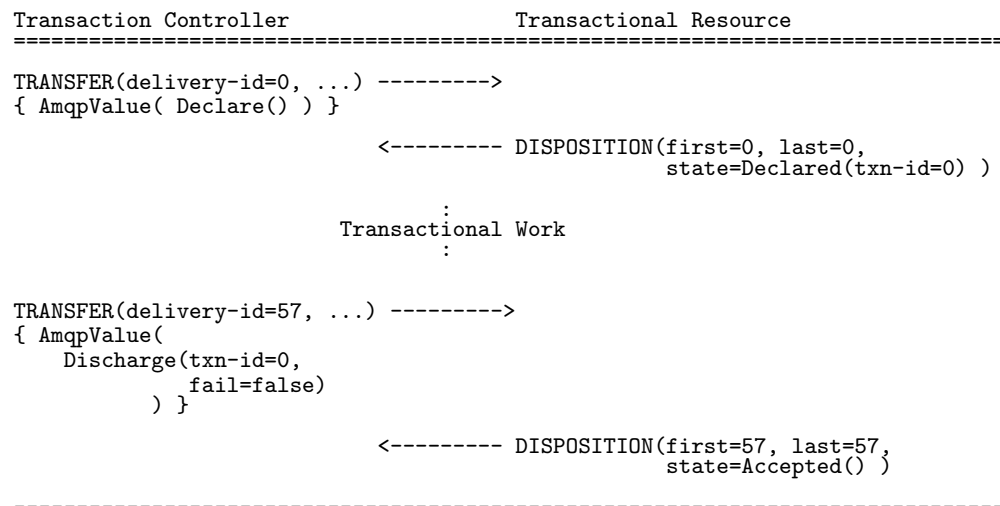 Transaction Controller                  Transactional Resource
===============================================================================
TRANSFER(delivery-id=0, ...) --------->
{ AmqpValue( Declare() ) }
                             <--------- DISPOSITION(first=0, last=0,
                                                    state=Declared(txn-id=0) )
                                  :
                          Transactional Work
                                  :
TRANSFER(delivery-id=57, ...) --------->
{ AmqpValue(
    Discharge(txn-id=0,
              fail=false)
           ) }
                             <--------- DISPOSITION(first=57, last=57,
                                                    state=Accepted() )
-------------------------------------------------------------------------------